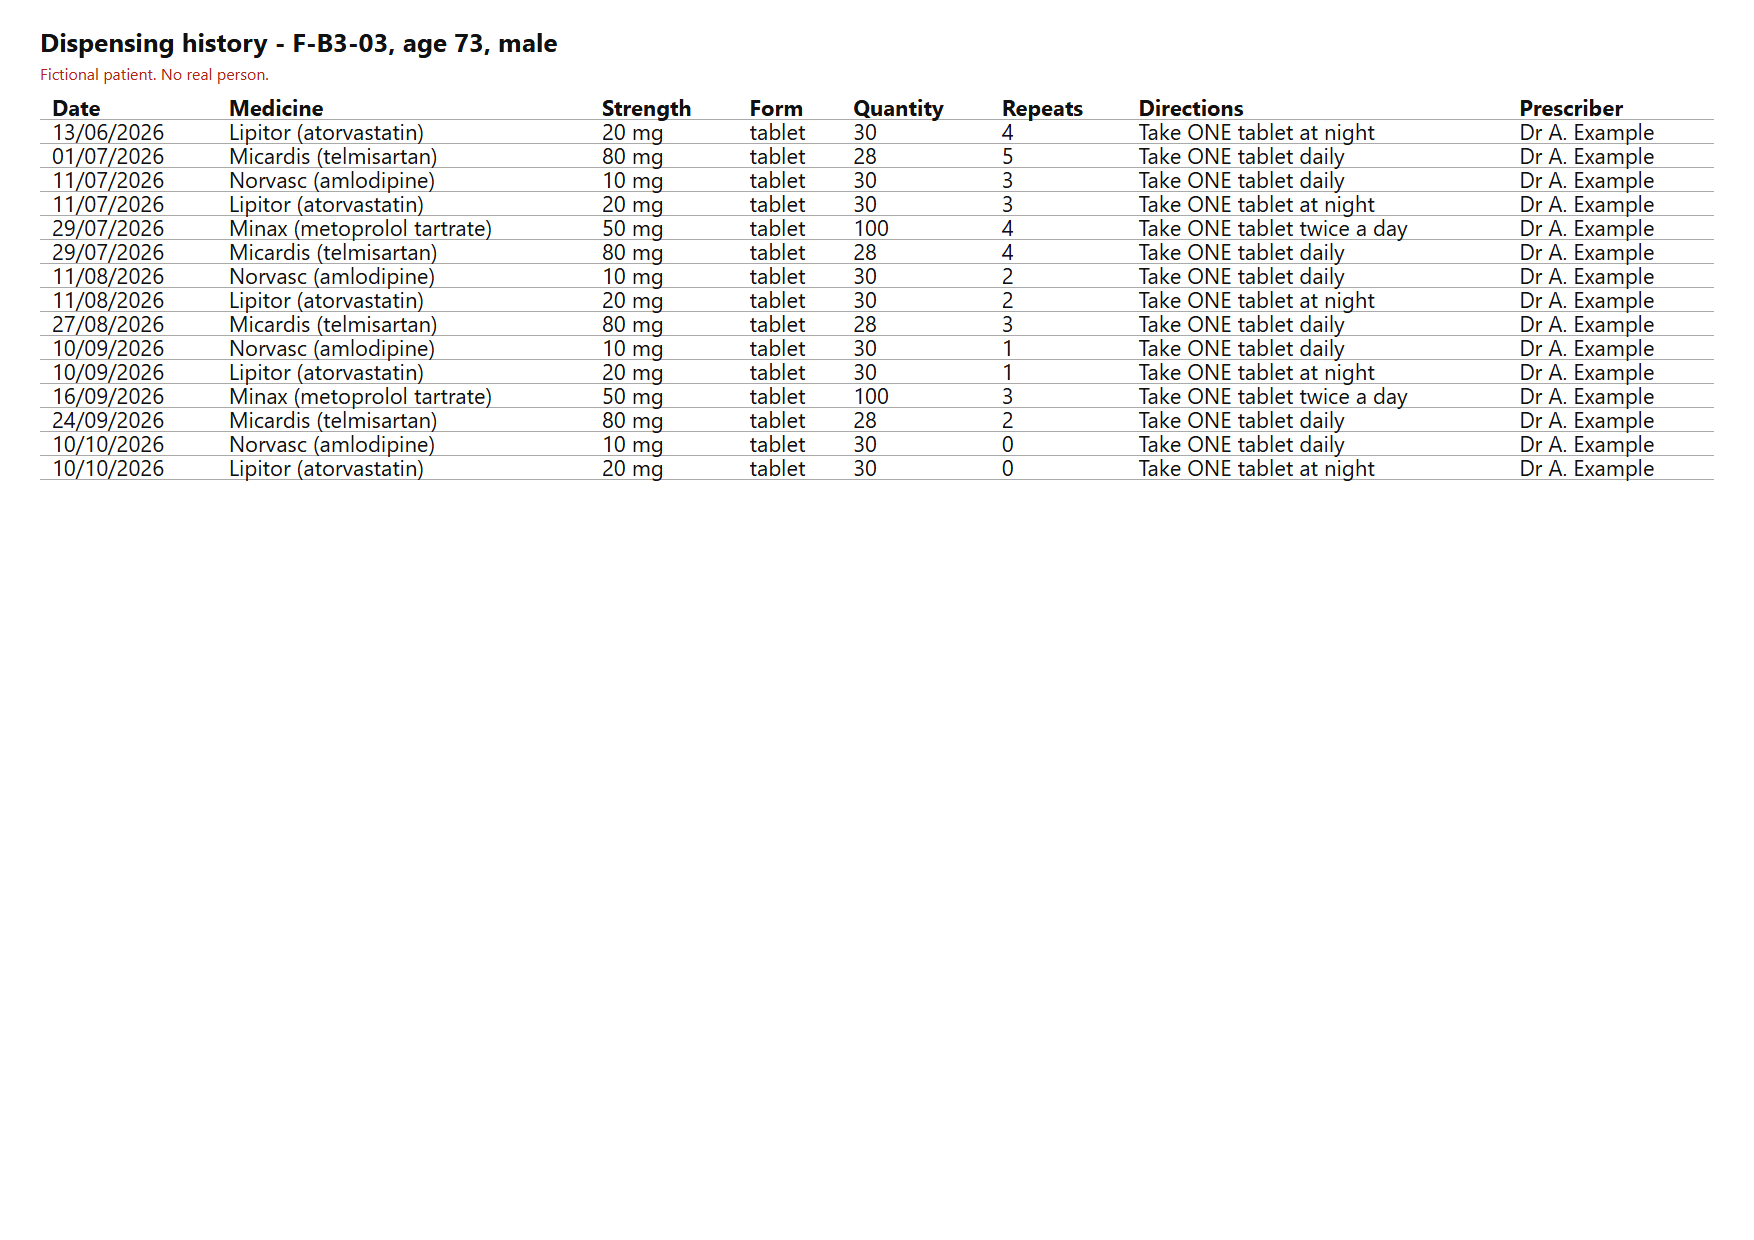 Dispensing history - F-B3-03, age 73, male
Fictional patient. No real person.
Date Medicine Strength Form Quantity Repeats Directions Prescriber
13/06/2026 Lipitor (atorvastatin) 20 mg tablet 30 4 Take ONE tablet at night Dr A. Example
01/07/2026 Micardis (telmisartan) 80 mg tablet 28 5 Take ONE tablet daily Dr A. Example
11/07/2026 Norvasc (amlodipine) 10 mg tablet 30 3 Take ONE tablet daily Dr A. Example
11/07/2026 Lipitor (atorvastatin) 20 mg tablet 30 3 Take ONE tablet at night Dr A. Example
29/07/2026 Minax (metoprolol tartrate) 50 mg tablet 100 4 Take ONE tablet twice a day Dr A. Example
29/07/2026 Micardis (telmisartan) 80 mg tablet 28 4 Take ONE tablet daily Dr A. Example
11/08/2026 Norvasc (amlodipine) 10 mg tablet 30 2 Take ONE tablet daily Dr A. Example
11/08/2026 Lipitor (atorvastatin) 20 mg tablet 30 2 Take ONE tablet at night Dr A. Example
27/08/2026 Micardis (telmisartan) 80 mg tablet 28 3 Take ONE tablet daily Dr A. Example
10/09/2026 Norvasc (amlodipine) 10 mg tablet 30 1 Take ONE tablet daily Dr A. Example
10/09/2026 Lipitor (atorvastatin) 20 mg tablet 30 1 Take ONE tablet at night Dr A. Example
16/09/2026 Minax (metoprolol tartrate) 50 mg tablet 100 3 Take ONE tablet twice a day Dr A. Example
24/09/2026 Micardis (telmisartan) 80 mg tablet 28 2 Take ONE tablet daily Dr A. Example
10/10/2026 Norvasc (amlodipine) 10 mg tablet 30 0 Take ONE tablet daily Dr A. Example
10/10/2026 Lipitor (atorvastatin) 20 mg tablet 30 0 Take ONE tablet at night Dr A. Example